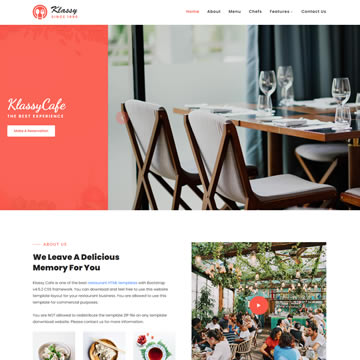 Klassy
SINCE 1990
Home
About
Menu
Chefs
Features
Contact Us
KlassyCafe
THE BEST EXPERIENCE
Make A Reservation
ABOUT US
We Leave A Delicious
Memory For You
Klassy Cafe is one of the best restaurant HTML templates with Bootstrap
v4.5.2 CSS framework. You can download and feel free to use this website
template layout for your restaurant business. You are allowed to use this
template for commercial purposes.
You are NOT allowed to redistribute the template ZIP file on any template
donwnload website. Please contact us for more information.